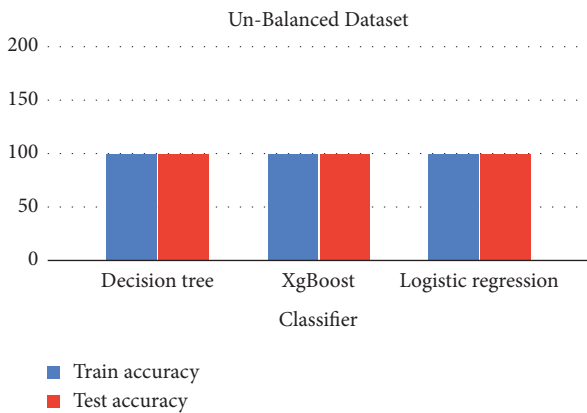 Un-Balanced Dataset
200
150
100
50
0
Decision tree XgBoost Logistic regression
Classifier
Train accuracy
Test accuracy